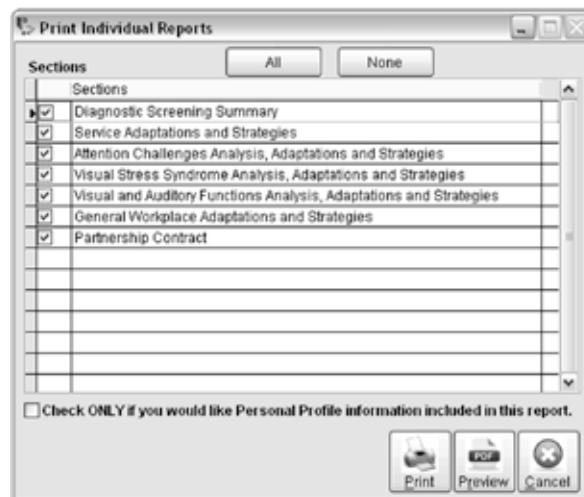 Print Individual Reports
Sections All None
Sections
Diagnostic Screening Summary
Service Adaptations and Strategies
Attention Challenges Analysis, Adaptations and Strategies
Visual Stress Syndrome Analysis, Adaptations and Strategies
Visual and Auditory Functions Analysis, Adaptations and Strategies
General Workplace Adaptations and Strategies
Partnership Contract
Check ONLY if you would like Personal Profile information included in this report.
PDF
Print Preview Cancel